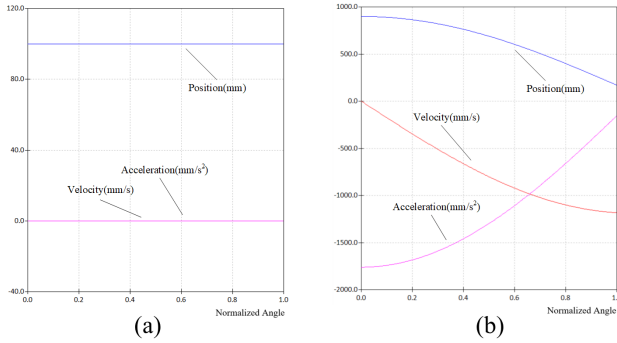 120.0
80.0
40.0
0.0
-40.0
Position(mm)
Acceleration(mm/s²)
Velocity(mm/s)
0.0 0.2 0.4 0.6 0.8 1.0
Normalized Angle
(a)
1000.0
500.0
0.0
-500.0
-1000.0
-1500.0
-2000.0
Position(mm)
Velocity(mm/s)
Acceleration(mm/s²)
0.0 0.2 0.4 0.6 0.8 1.0
Normalized Angle
(b)